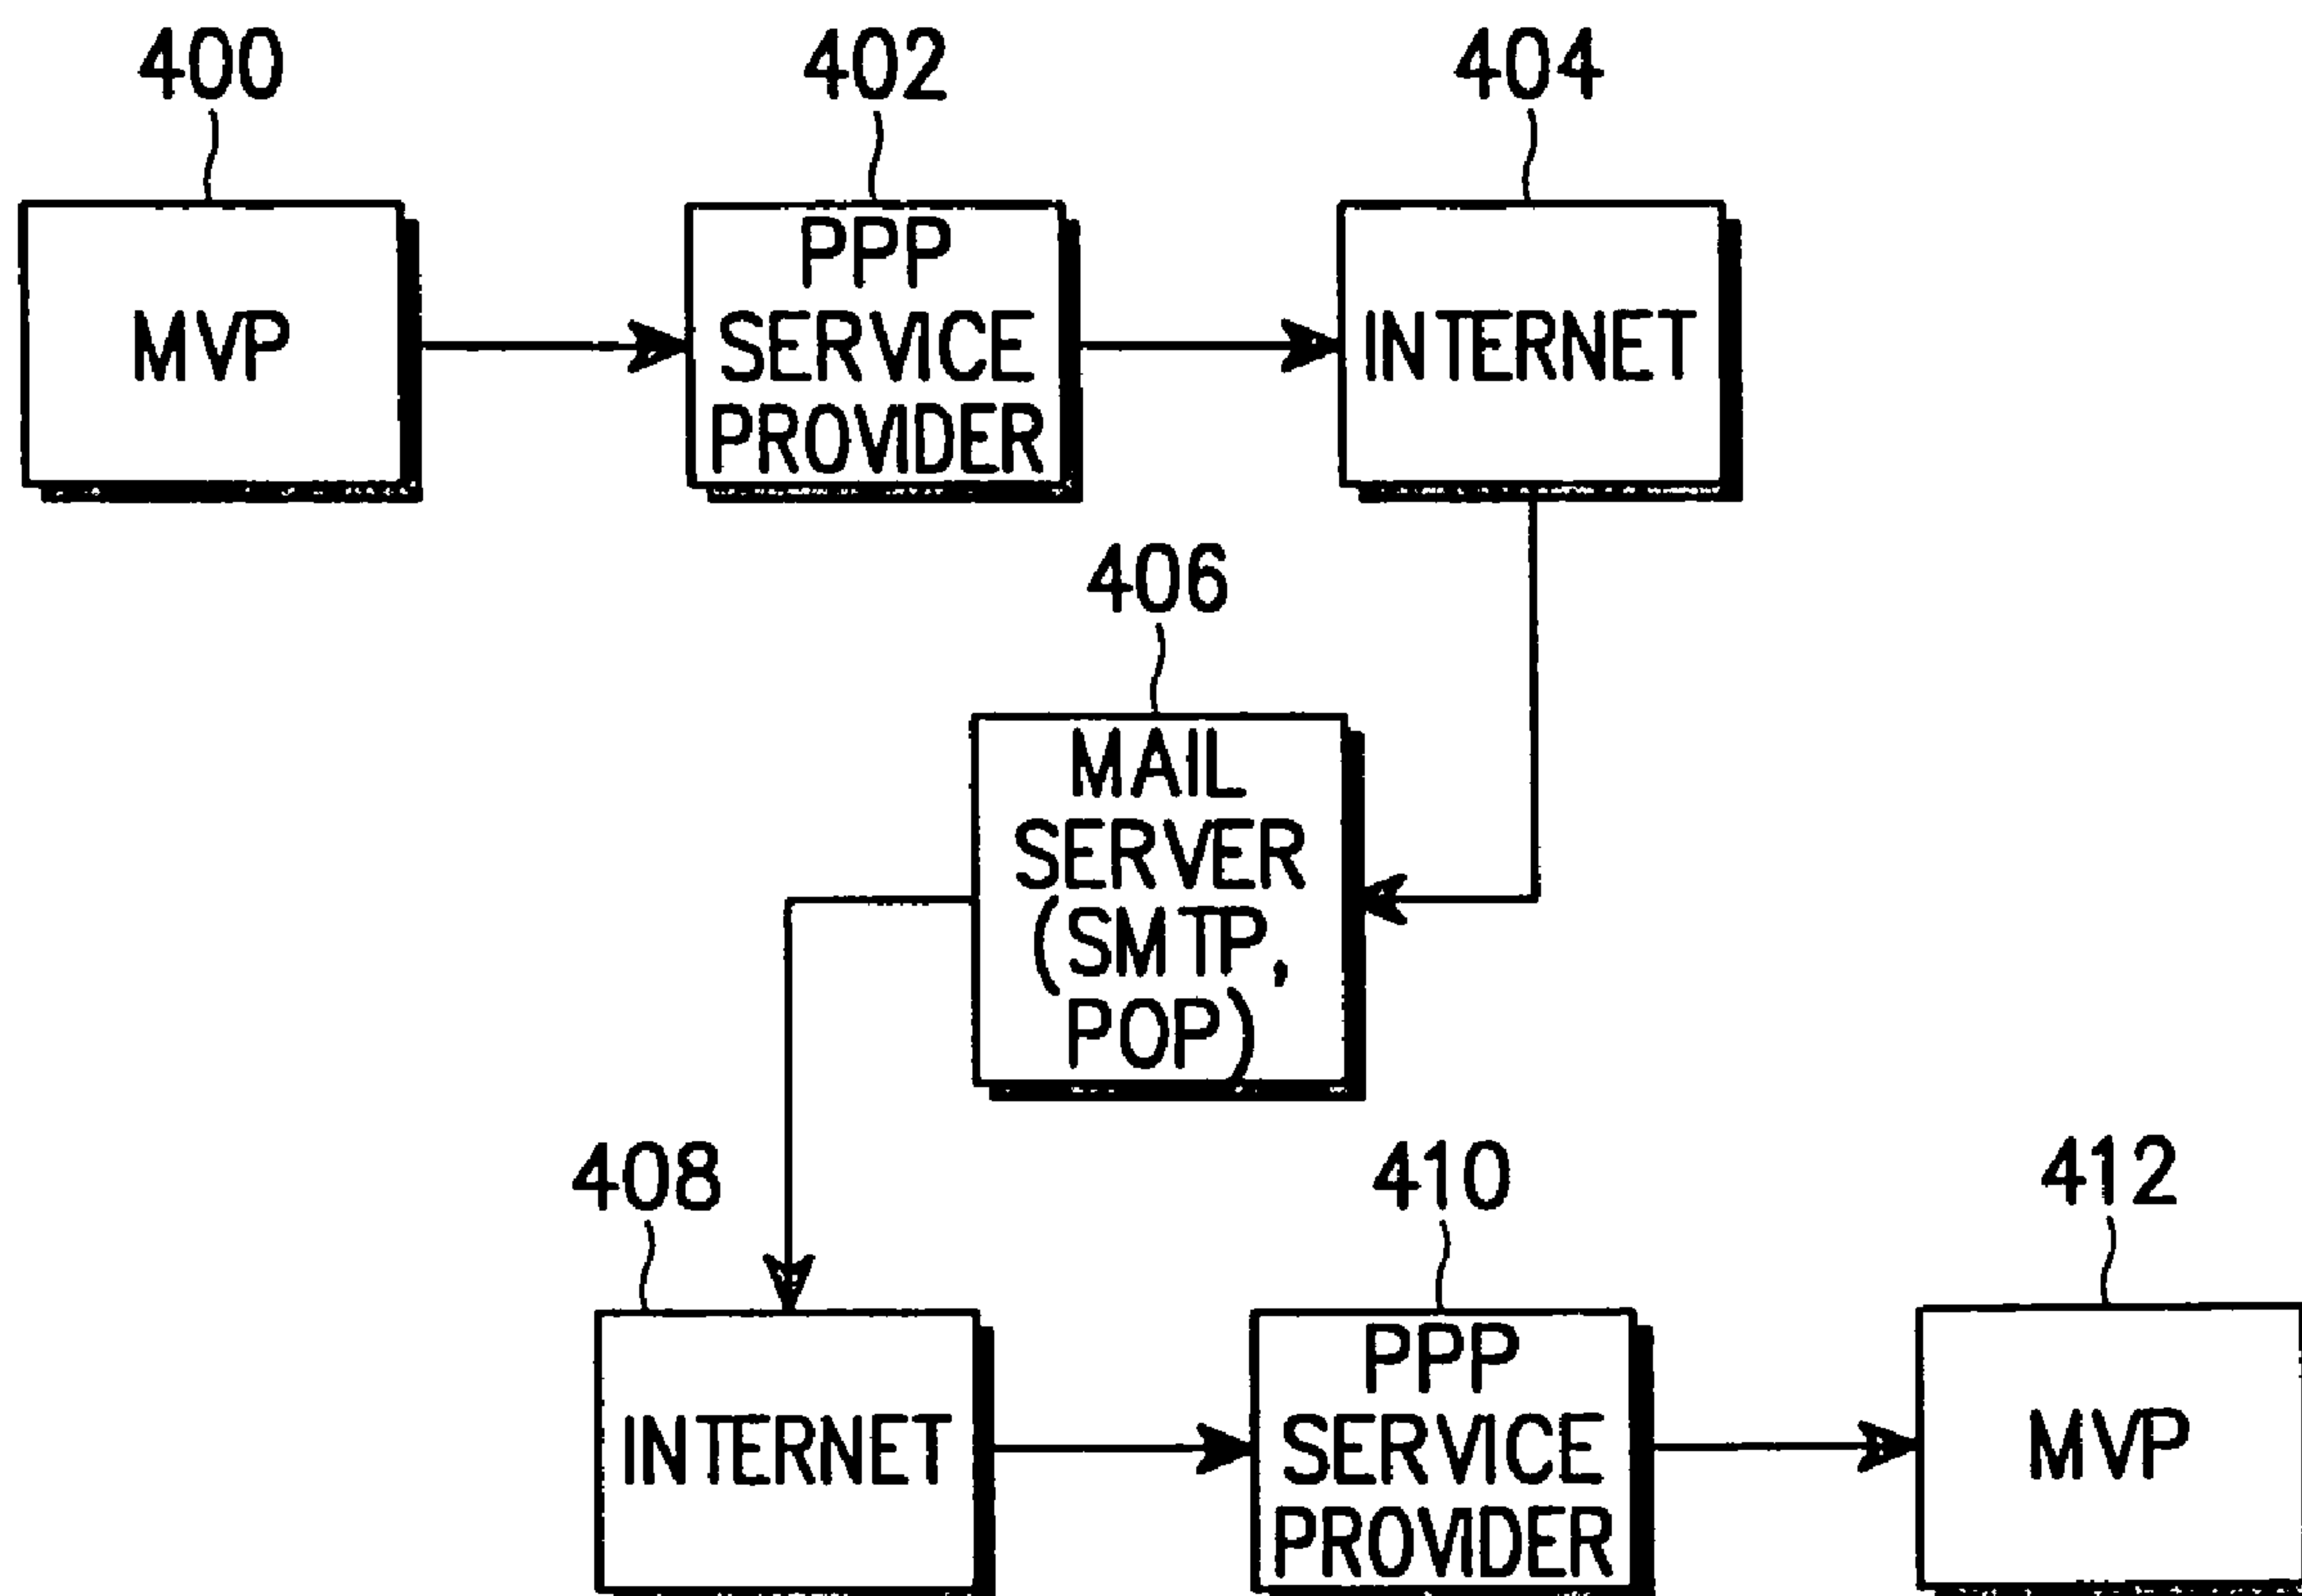 400
402
404
MVP
PPP
SERVICE
PROVIDER
INTERNET
406
MAIL
SERVER
(SMTP,
POP)
408
410
412
INTERNET
PPP
SERVICE
PROVIDER
MVP